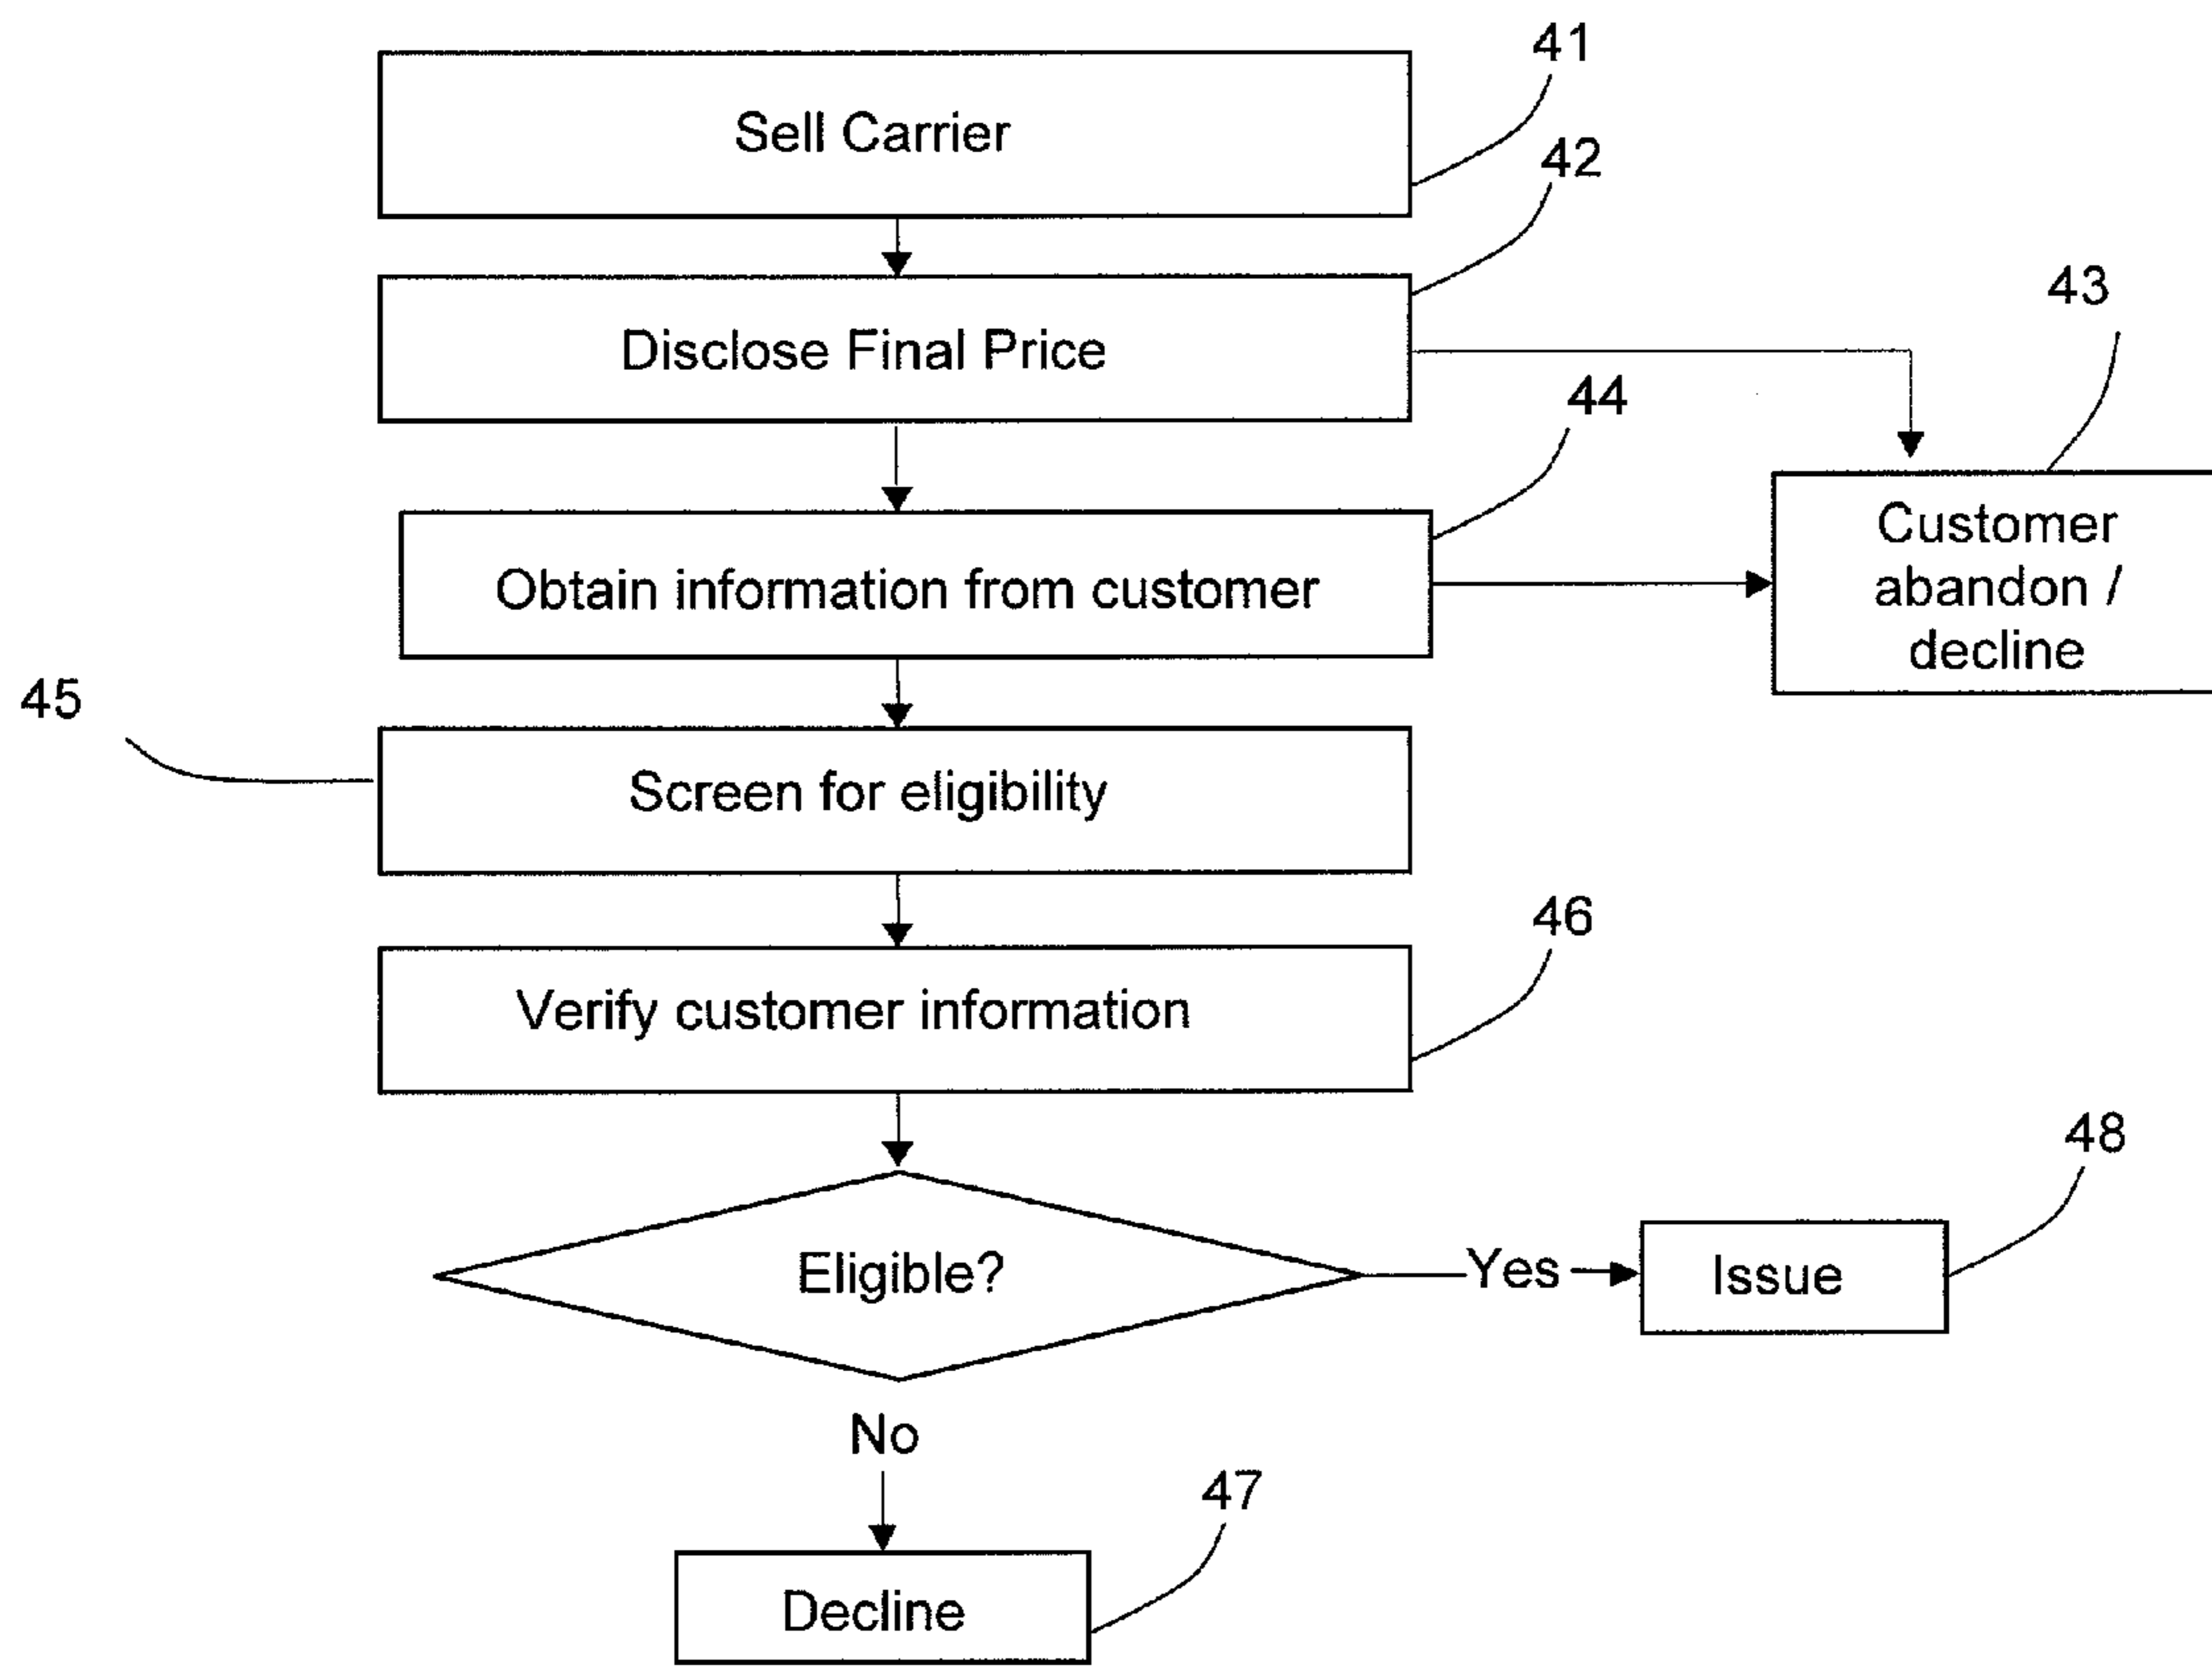 41
Sell Carrier
42
Disclose Final Price
43
44
Customer
abandon /
decline
Obtain information from customer
45
Screen for eligibility
46
Verify customer information
48
Eligible?
Yes
Issue
No
47
Decline